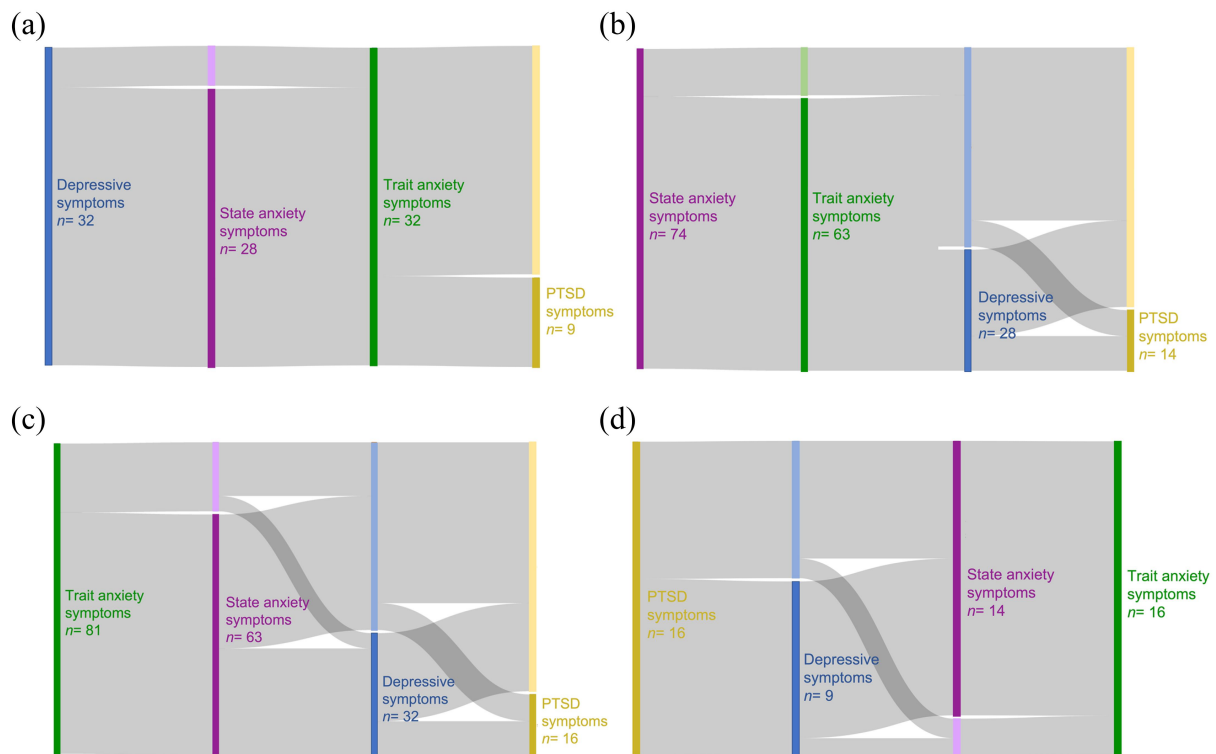 (a)
Depressive
symptoms
n= 32
State anxiety
symptoms
n= 28
Trait anxiety
symptoms
n= 32
PTSD
symptoms
n= 9
(b)
State anxiety
symptoms
n= 74
Trait anxiety
symptoms
n= 63
Depressive
symptoms
n= 28
PTSD
symptoms
n= 14
(c)
Trait anxiety
symptoms
n= 81
State anxiety
symptoms
n= 63
Depressive
symptoms
n= 32
PTSD
symptoms
n= 16
(d)
PTSD
symptoms
n= 16
Depressive
symptoms
n= 9
State anxiety
symptoms
n= 14
Trait anxiety
symptoms
n= 16